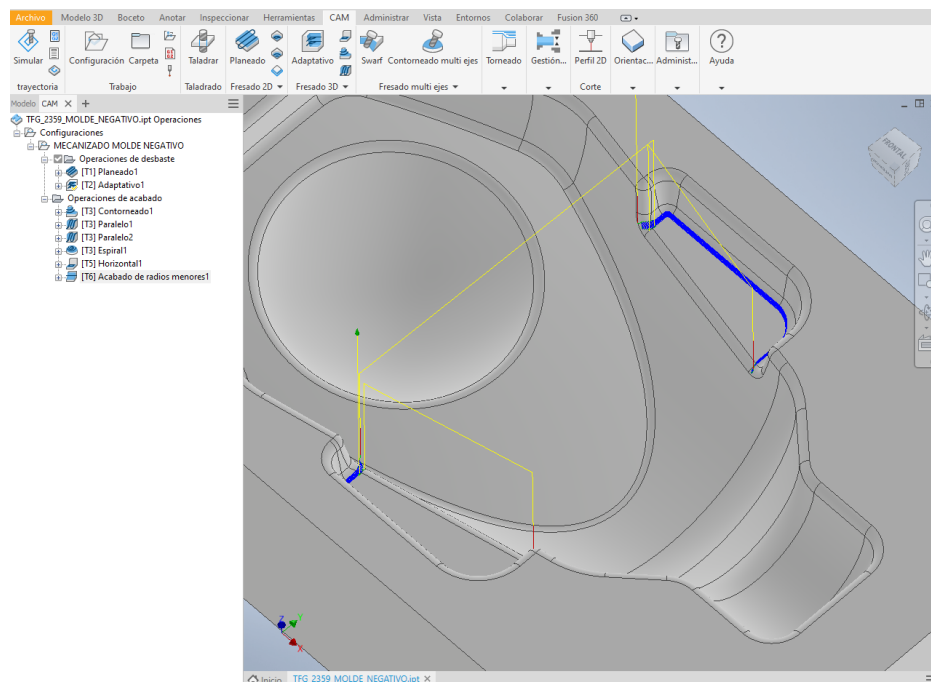 Archivo Modelo 3D Boceto Anotar Inspeccionar Herramientas CAM Administrar Vista Entornos Colaborar Fusion 360
Simular Configuración Carpeta Taladrar Planeado Adaptativo Swarf Contorneado multi ejes Torneado Gestión... Perfil 2D Orientac... Administ... Ayuda
trayectoria Trabajo Taladrado Fresado 2D Fresado 3D Fresado multi ejes Corte
Modelo CAM
TFG_2359_MOLDE_NEGATIVO.ipt Operaciones
Configuraciones
MECANIZADO MOLDE NEGATIVO
Operaciones de desbaste
[T1] Planeado1
[T2] Adaptativo1
Operaciones de acabado
[T3] Contorneado1
[T3] Paralelo1
[T3] Paralelo2
[T3] Espiral1
[T5] Horizontal1
[T6] Acabado de radios menores1
FRONTAL
Z Y
X
Inicio TFG_2359_MOLDE_NEGATIVO.ipt